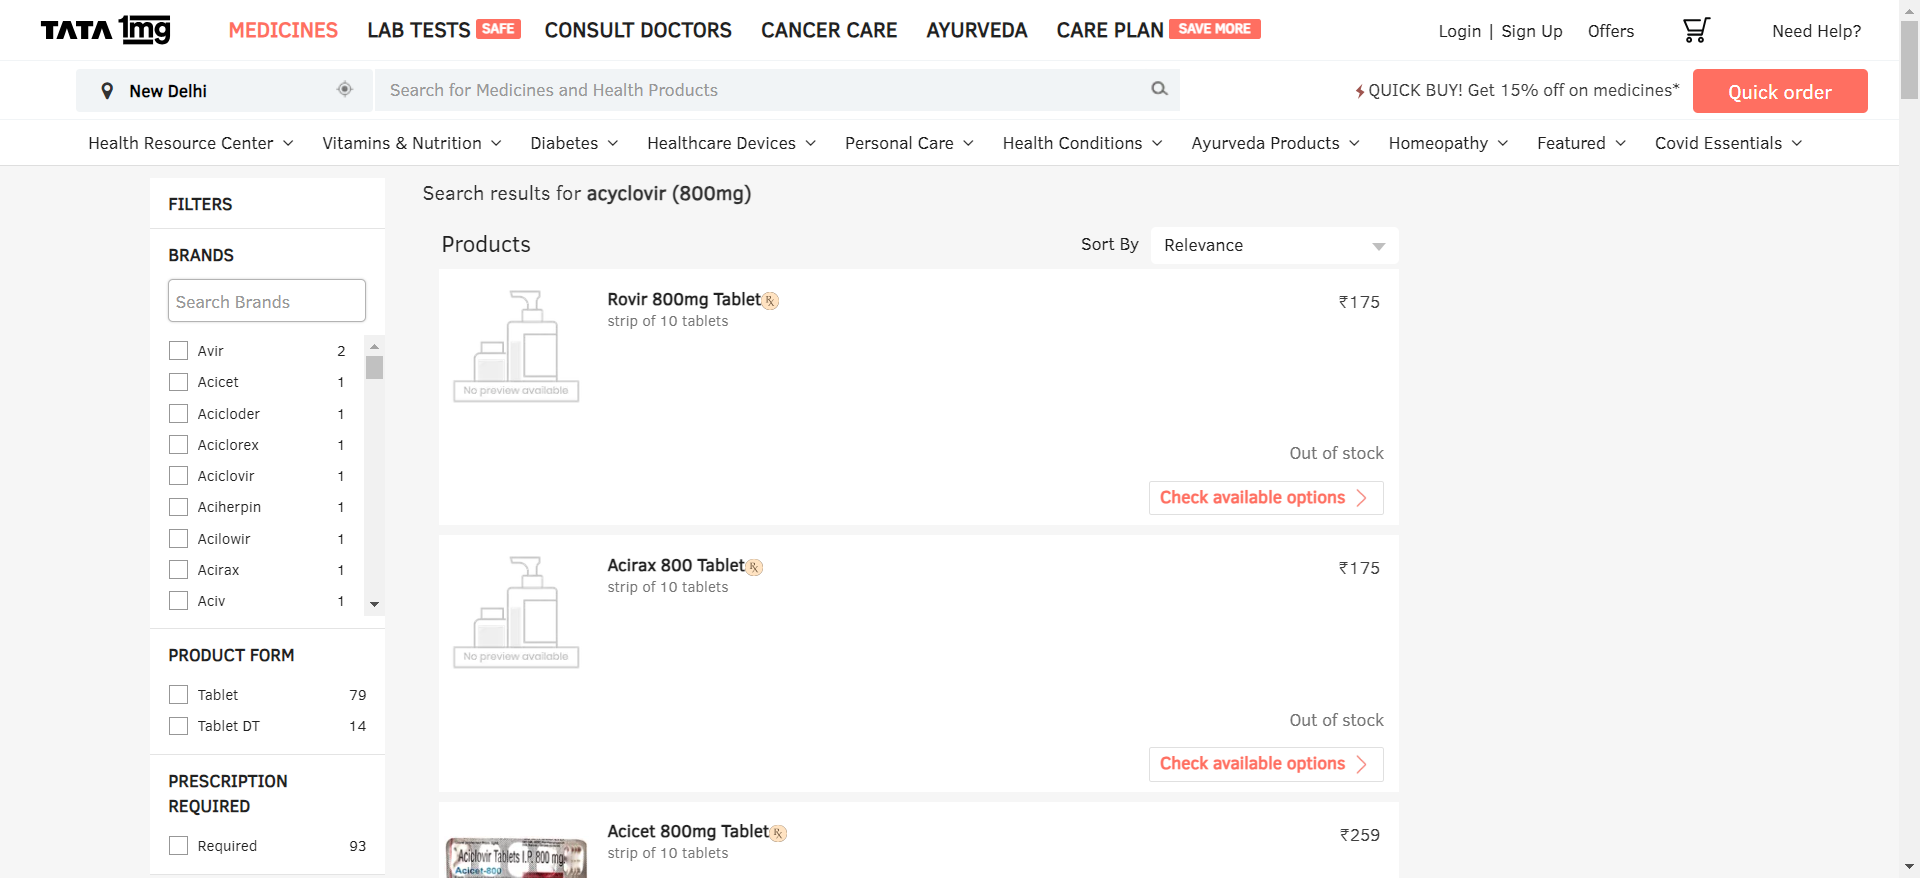 TATA 1mg
MEDICINES
LAB TESTS SAFE
CONSULT DOCTORS
CANCER CARE
AYURVEDA
CARE PLAN SAVE MORE
Login | Sign Up
Offers
Need Help?
New Delhi
Search for Medicines and Health Products
QUICK BUY! Get 15% off on medicines*
Quick order
Health Resource Center
Vitamins & Nutrition
Diabetes
Healthcare Devices
Personal Care
Health Conditions
Ayurveda Products
Homeopathy
Featured
Covid Essentials
FILTERS
BRANDS
Search Brands
Avir 2
Acicet 1
Acicloder 1
Aciclorex 1
Aciclovir 1
Aciherpin 1
Acilowir 1
Acirax 1
Aciv 1
PRODUCT FORM
Tablet 79
Tablet DT 14
PRESCRIPTION
REQUIRED
Required 93
Search results for acyclovir (800mg)
Products
Sort By Relevance
Rovir 800mg Tablet Rx
₹175
strip of 10 tablets
No preview available
Out of stock
Check available options
Acirax 800 Tablet Rx
₹175
strip of 10 tablets
No preview available
Out of stock
Check available options
Acicet 800mg Tablet Rx
₹259
strip of 10 tablets
Aciclovir Tablets I.P. 800 mg
Acicet-800